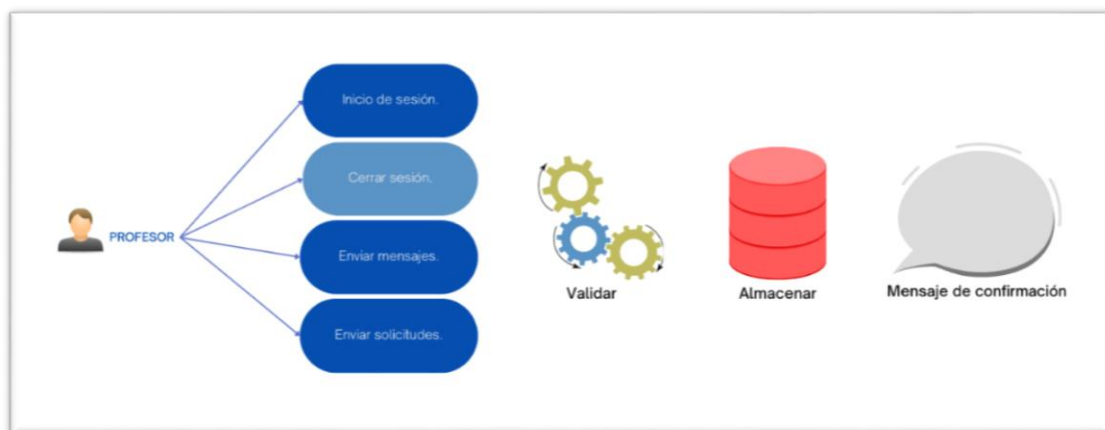 PROFESOR
Inicio de sesión.
Cerrar sesión.
Enviar mensajes.
Enviar solicitudes.
Validar
Almacenar
Mensaje de confirmación